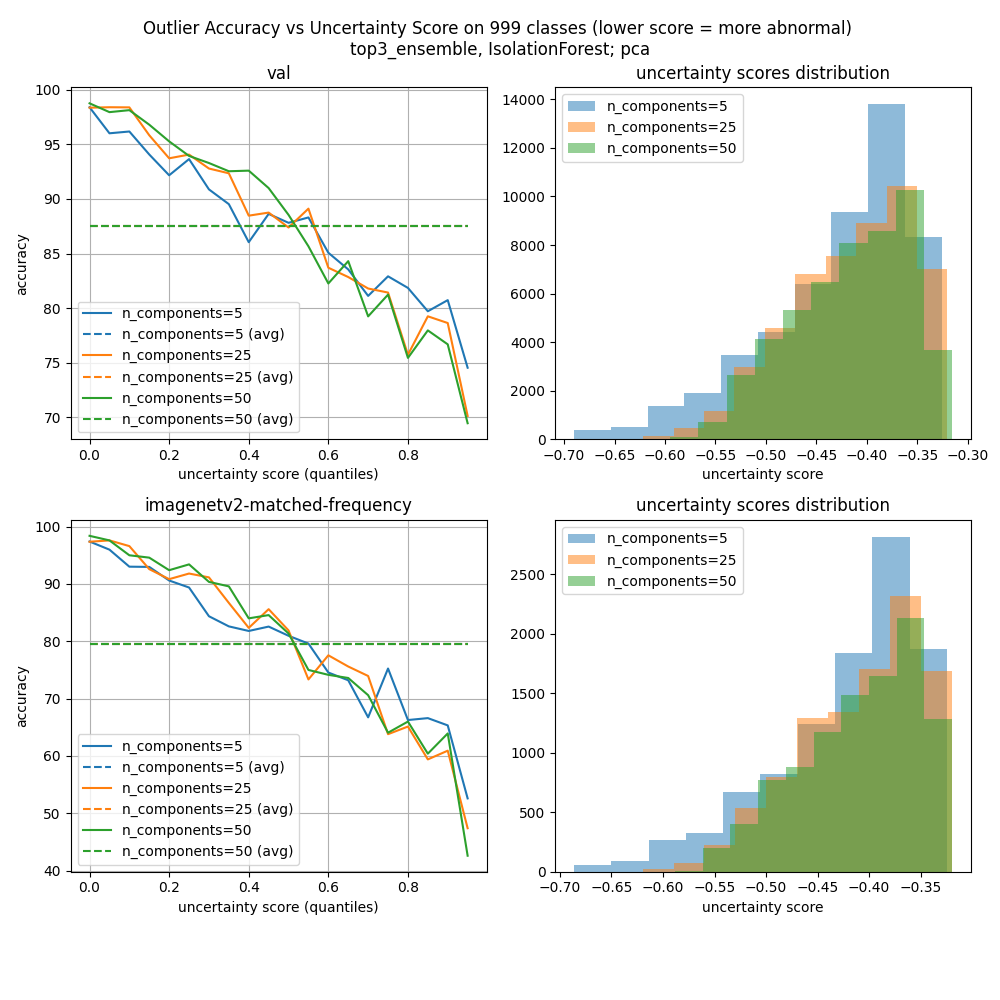 Outlier Accuracy vs Uncertainty Score on 999 classes (lower score = more abnormal)
top3_ensemble, IsolationForest; pca
val
100
95
90
85
80
75
70
accuracy
n_components=5
n_components=5 (avg)
n_components=25
n_components=25 (avg)
n_components=50
n_components=50 (avg)
0.0 0.2 0.4 0.6 0.8
uncertainty score (quantiles)
uncertainty scores distribution
14000
12000
10000
8000
6000
4000
2000
0
n_components=5
n_components=25
n_components=50
−0.70 −0.65 −0.60 −0.55 −0.50 −0.45 −0.40 −0.35 −0.30
uncertainty score
imagenetv2-matched-frequency
100
90
80
70
60
50
40
accuracy
n_components=5
n_components=5 (avg)
n_components=25
n_components=25 (avg)
n_components=50
n_components=50 (avg)
0.0 0.2 0.4 0.6 0.8
uncertainty score (quantiles)
uncertainty scores distribution
2500
2000
1500
1000
500
0
n_components=5
n_components=25
n_components=50
−0.70 −0.65 −0.60 −0.55 −0.50 −0.45 −0.40 −0.35
uncertainty score